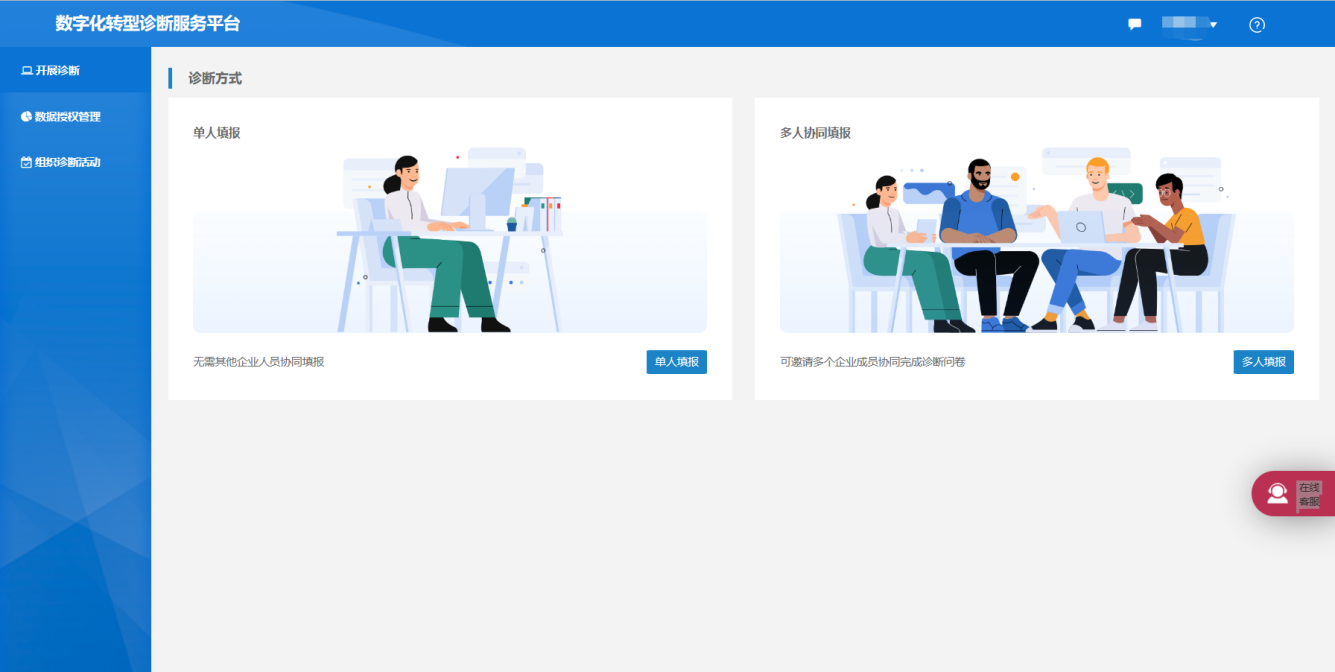 数字化转型诊断服务平台
开展诊断
数据授权管理
组织诊断活动
诊断方式
单人填报
无需其他企业人员协同填报
单人填报
多人协同填报
可邀请多个企业成员协同完成诊断问卷
多人填报
在线
客服